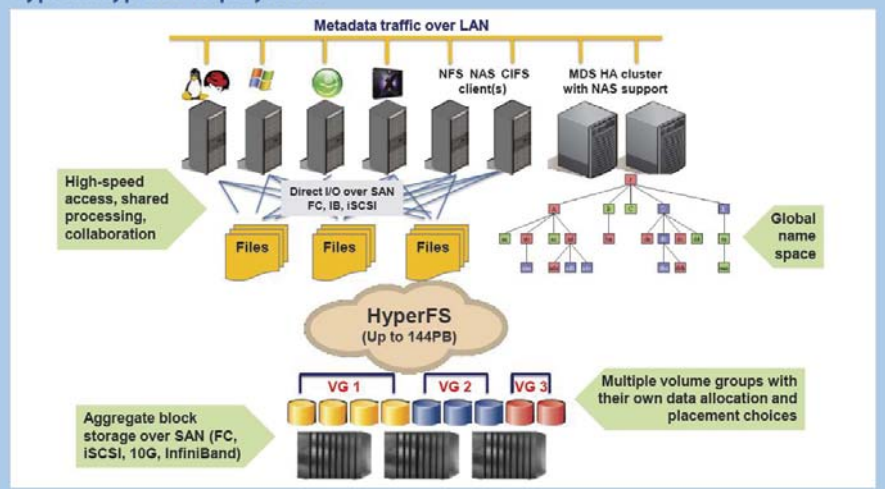 Metadata traffic over LAN
NFS NAS CIFS
client(s)
MDS HA cluster
with NAS support
High-speed
access, shared
processing,
collaboration
Direct I/O over SAN
FC, IB, iSCSI
Files
Files
Files
Global
name
space
HyperFS
(Up to 144PB)
VG 1
VG 2
VG 3
Multiple volume groups with
their own data allocation and
placement choices
Aggregate block
storage over SAN (FC,
iSCSI, 10G, InfiniBand)